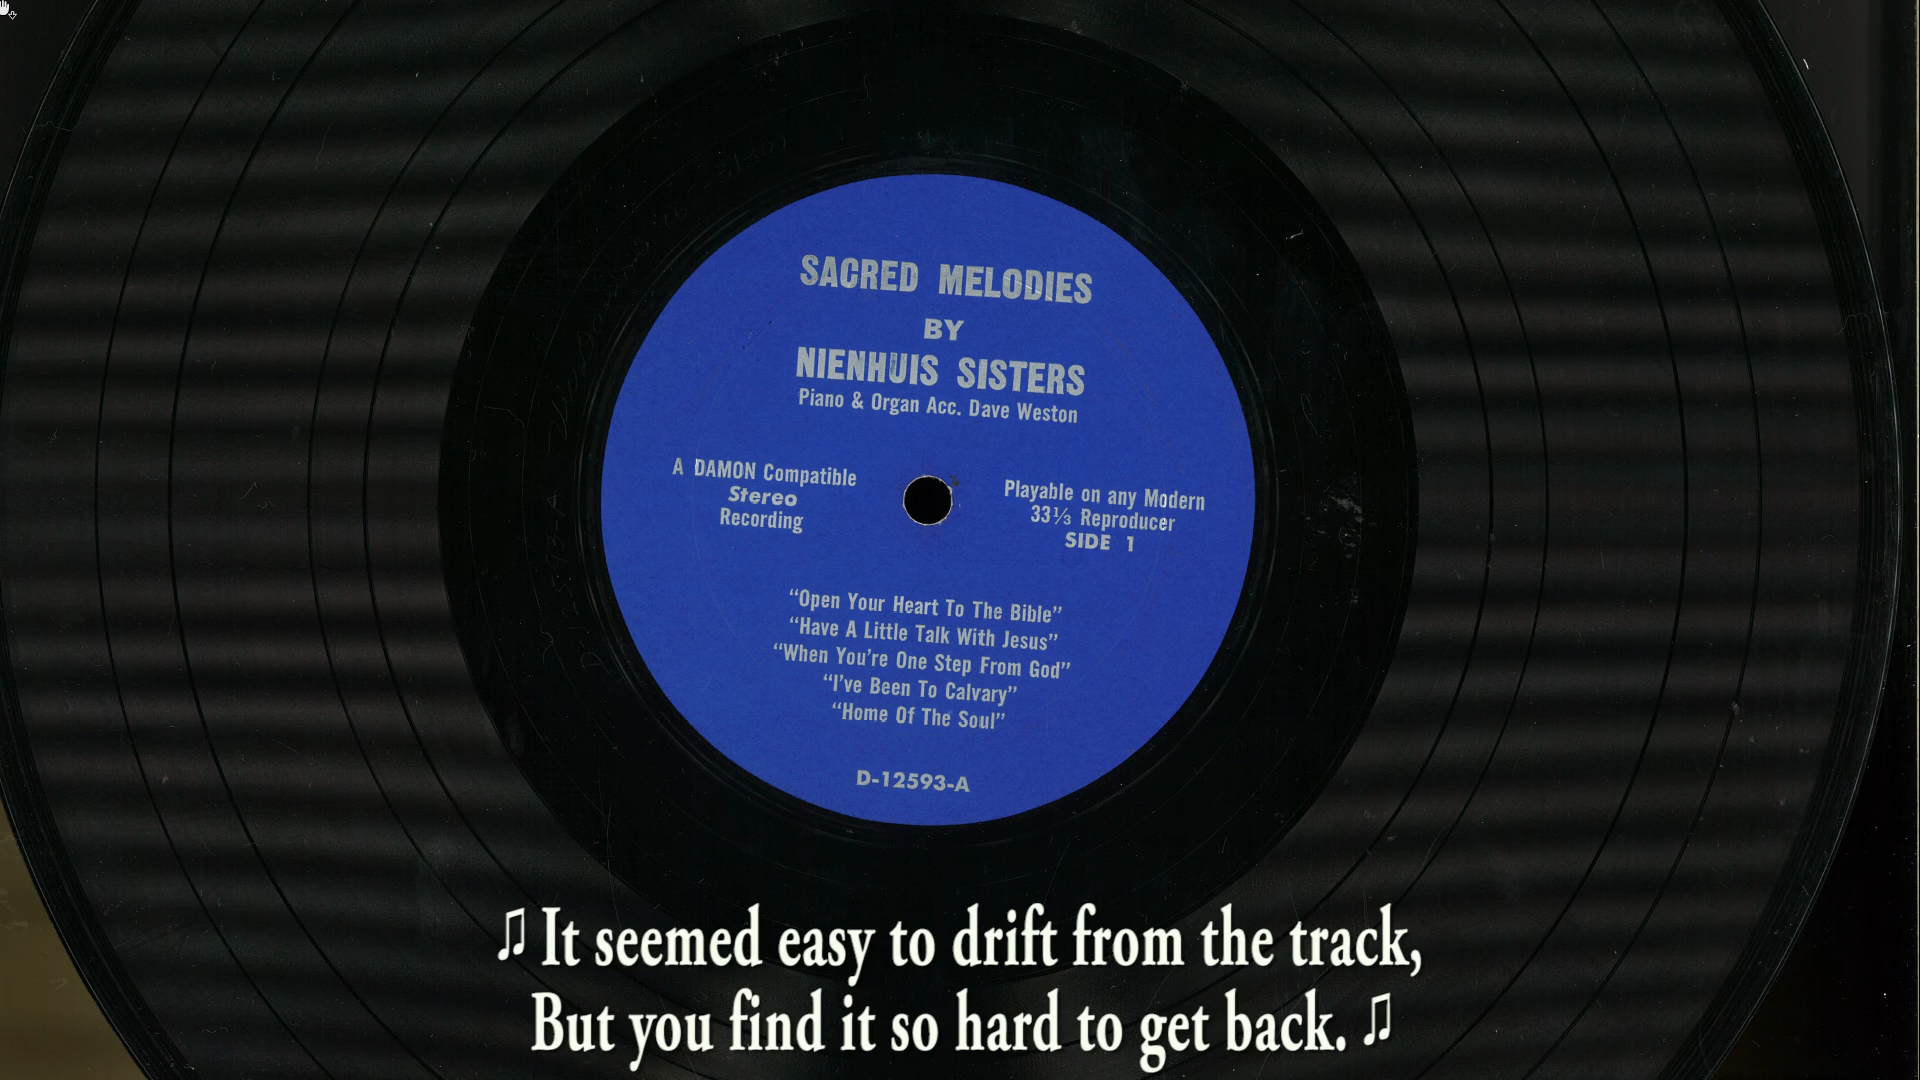 SACRED MELODIES
BY
NIENHUIS SISTERS
Piano & Organ Acc. Dave Weston
A DAMON Compatible
Stereo
Recording
Playable on any Modern
33⅓ Reproducer
SIDE 1
“Open Your Heart To The Bible”
“Have A Little Talk With Jesus”
“When You're One Step From God”
“I've Been To Calvary”
“Home Of The Soul”
D-12593-A
D-12593-A
♫ It seemed easy to drift from the track,
But you find it so hard to get back. ♫